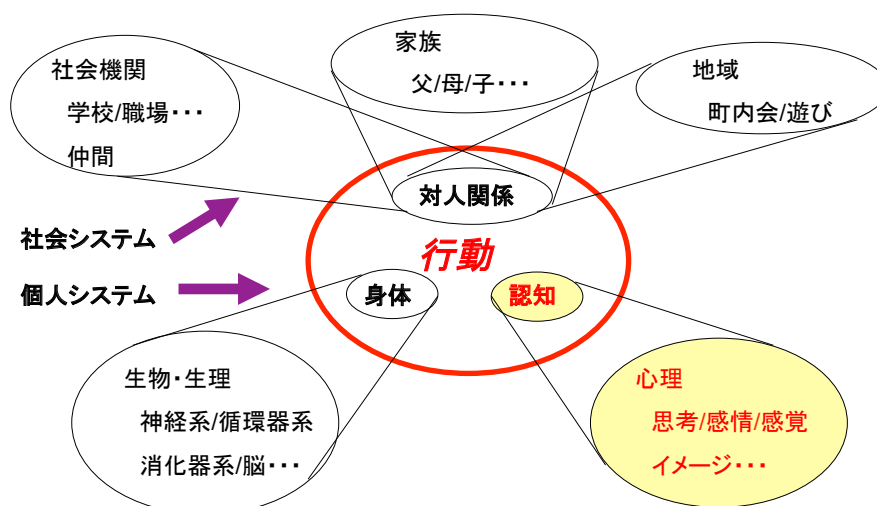 社会機関
学校/職場・・・
仲間
家族
父/母/子・・・
地域
町内会/遊び
対人関係
社会システム
行動
個人システム
身体
認知
生物・生理
神経系/循環器系
消化器系/脳・・・
心理
思考/感情/感覚
イメージ・・・